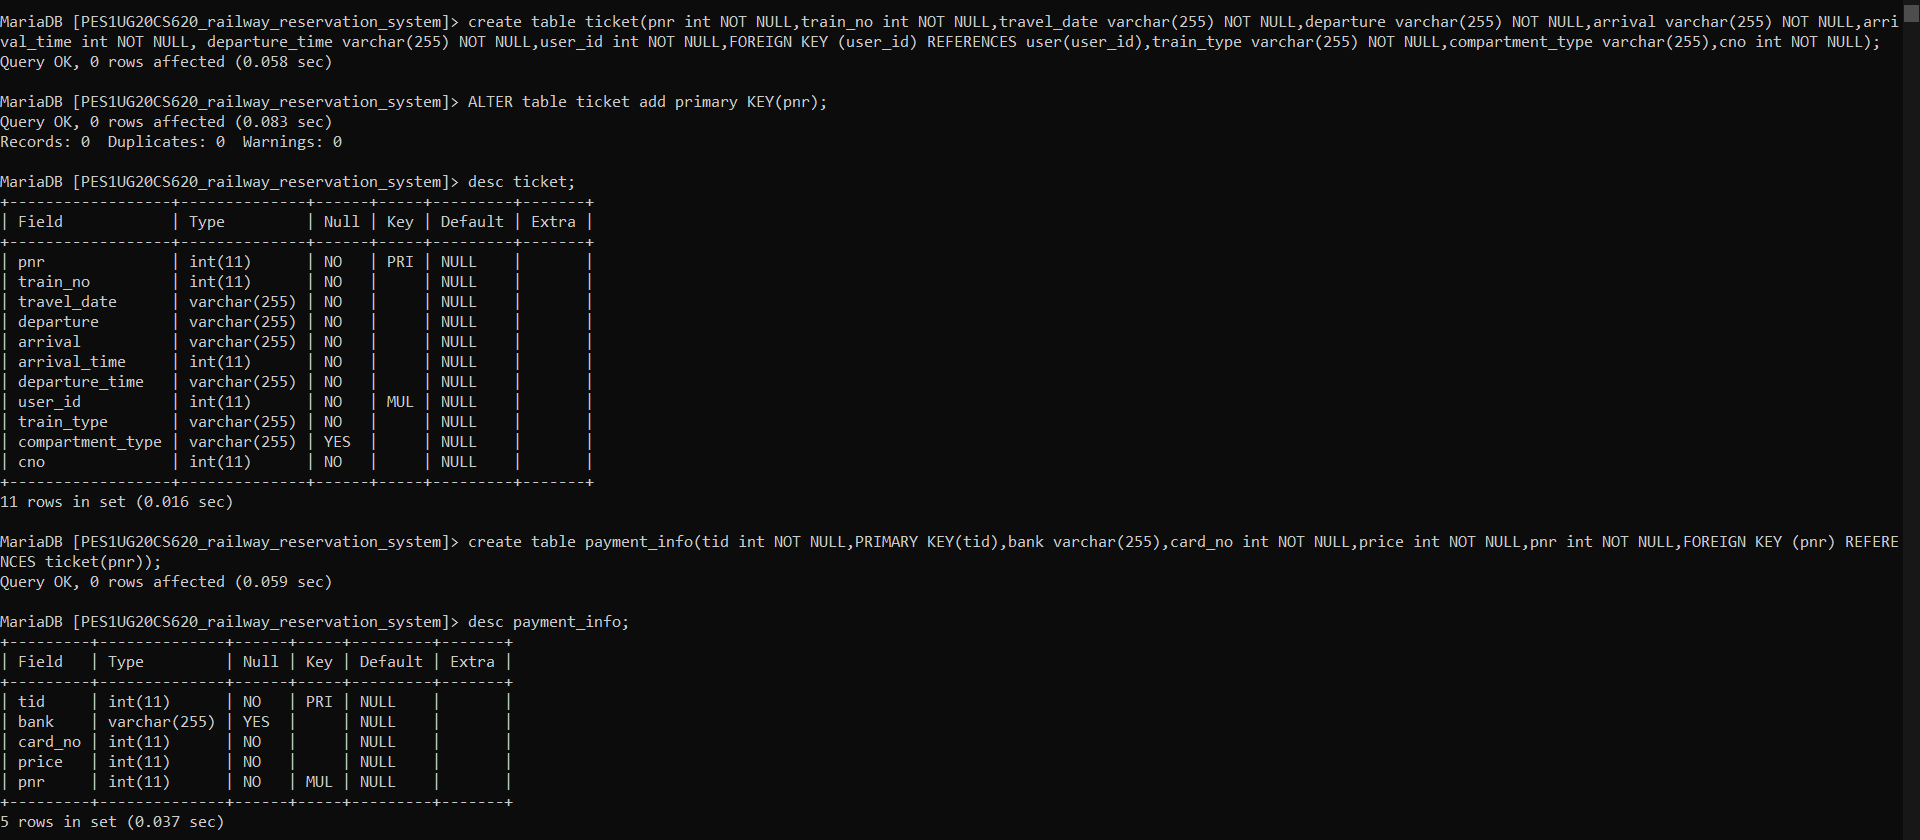 MariaDB [PES1UG20CS620_railway_reservation_system]> create table ticket(pnr int NOT NULL,train_no int NOT NULL,travel_date varchar(255) NOT NULL,departure varchar(255) NOT NULL,arrival varchar(255) NOT NULL,arri
val_time int NOT NULL, departure_time varchar(255) NOT NULL,user_id int NOT NULL,FOREIGN KEY (user_id) REFERENCES user(user_id),train_type varchar(255) NOT NULL,compartment_type varchar(255),cno int NOT NULL);
Query OK, 0 rows affected (0.058 sec)

MariaDB [PES1UG20CS620_railway_reservation_system]> ALTER table ticket add primary KEY(pnr);
Query OK, 0 rows affected (0.083 sec)
Records: 0  Duplicates: 0  Warnings: 0

MariaDB [PES1UG20CS620_railway_reservation_system]> desc ticket;
+------------------+--------------+------+-----+---------+-------+
| Field            | Type         | Null | Key | Default | Extra |
+------------------+--------------+------+-----+---------+-------+
| pnr              | int(11)      | NO   | PRI | NULL    |       |
| train_no         | int(11)      | NO   |     | NULL    |       |
| travel_date      | varchar(255) | NO   |     | NULL    |       |
| departure        | varchar(255) | NO   |     | NULL    |       |
| arrival          | varchar(255) | NO   |     | NULL    |       |
| arrival_time     | int(11)      | NO   |     | NULL    |       |
| departure_time   | varchar(255) | NO   |     | NULL    |       |
| user_id          | int(11)      | NO   | MUL | NULL    |       |
| train_type       | varchar(255) | NO   |     | NULL    |       |
| compartment_type | varchar(255) | YES  |     | NULL    |       |
| cno              | int(11)      | NO   |     | NULL    |       |
+------------------+--------------+------+-----+---------+-------+
11 rows in set (0.016 sec)

MariaDB [PES1UG20CS620_railway_reservation_system]> create table payment_info(tid int NOT NULL,PRIMARY KEY(tid),bank varchar(255),card_no int NOT NULL,price int NOT NULL,pnr int NOT NULL,FOREIGN KEY (pnr) REFERE
NCES ticket(pnr));
Query OK, 0 rows affected (0.059 sec)

MariaDB [PES1UG20CS620_railway_reservation_system]> desc payment_info;
+---------+--------------+------+-----+---------+-------+
| Field   | Type         | Null | Key | Default | Extra |
+---------+--------------+------+-----+---------+-------+
| tid     | int(11)      | NO   | PRI | NULL    |       |
| bank    | varchar(255) | YES  |     | NULL    |       |
| card_no | int(11)      | NO   |     | NULL    |       |
| price   | int(11)      | NO   |     | NULL    |       |
| pnr     | int(11)      | NO   | MUL | NULL    |       |
+---------+--------------+------+-----+---------+-------+
5 rows in set (0.037 sec)